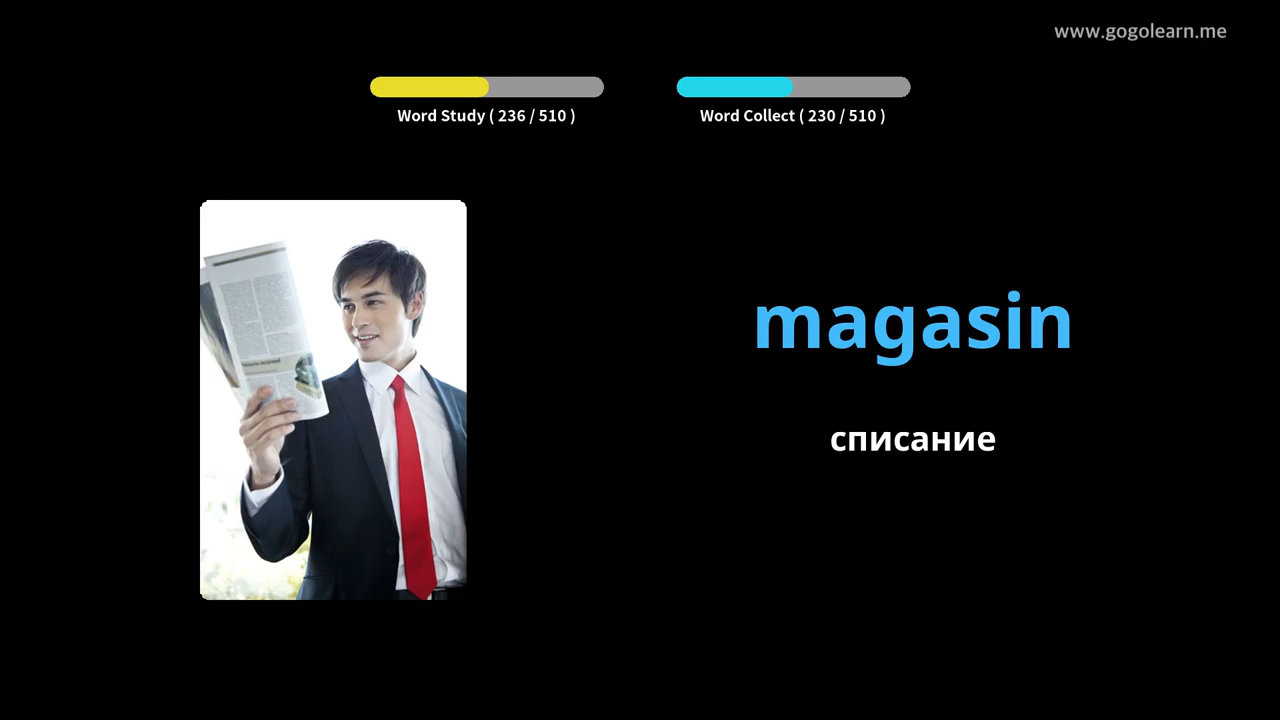 www.gogolearn.me
Word Study ( 236 / 510 )
Word Collect ( 230 / 510 )
magasin
списание